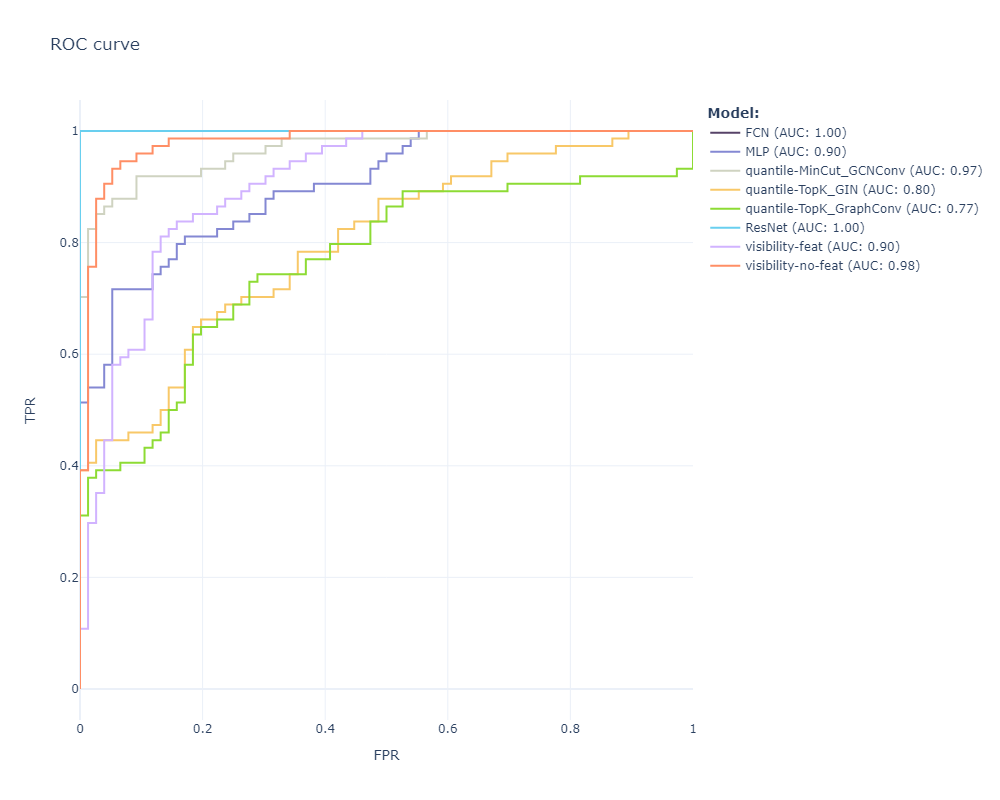 ROC curve
Model:
FCN (AUC: 1.00)
MLP (AUC: 0.90)
quantile-MinCut_GCNConv (AUC: 0.97)
quantile-TopK_GIN (AUC: 0.80)
quantile-TopK_GraphConv (AUC: 0.77)
ResNet (AUC: 1.00)
visibility-feat (AUC: 0.90)
visibility-no-feat (AUC: 0.98)
1
0.8
0.6
0.4
0.2
0
TPR
0 0.2 0.4 0.6 0.8 1
FPR